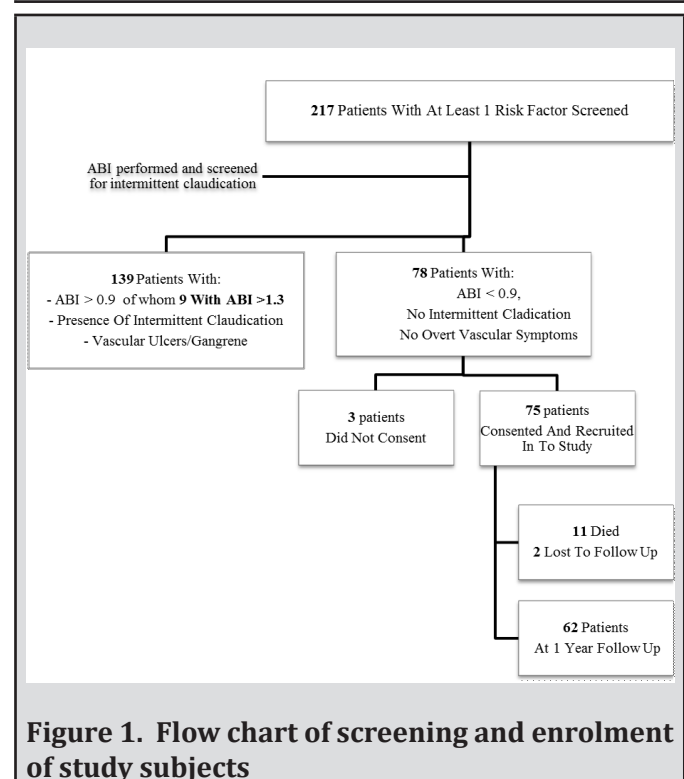 217 Patients With At Least 1 Risk Factor Screened
ABI performed and screened
for intermittent claudication
139 Patients With:
- ABI > 0.9 of whom 9 With ABI >1.3
- Presence Of Intermittent Claudication
- Vascular Ulcers/Gangrene
78 Patients With:
ABI < 0.9,
No Intermittent Cladication
No Overt Vascular Symptoms
3 patients
Did Not Consent
75 patients
Consented And Recruited
In To Study
11 Died
2 Lost To Follow Up
62 Patients
At 1 Year Follow Up
Figure 1. Flow chart of screening and enrolment
of study subjects